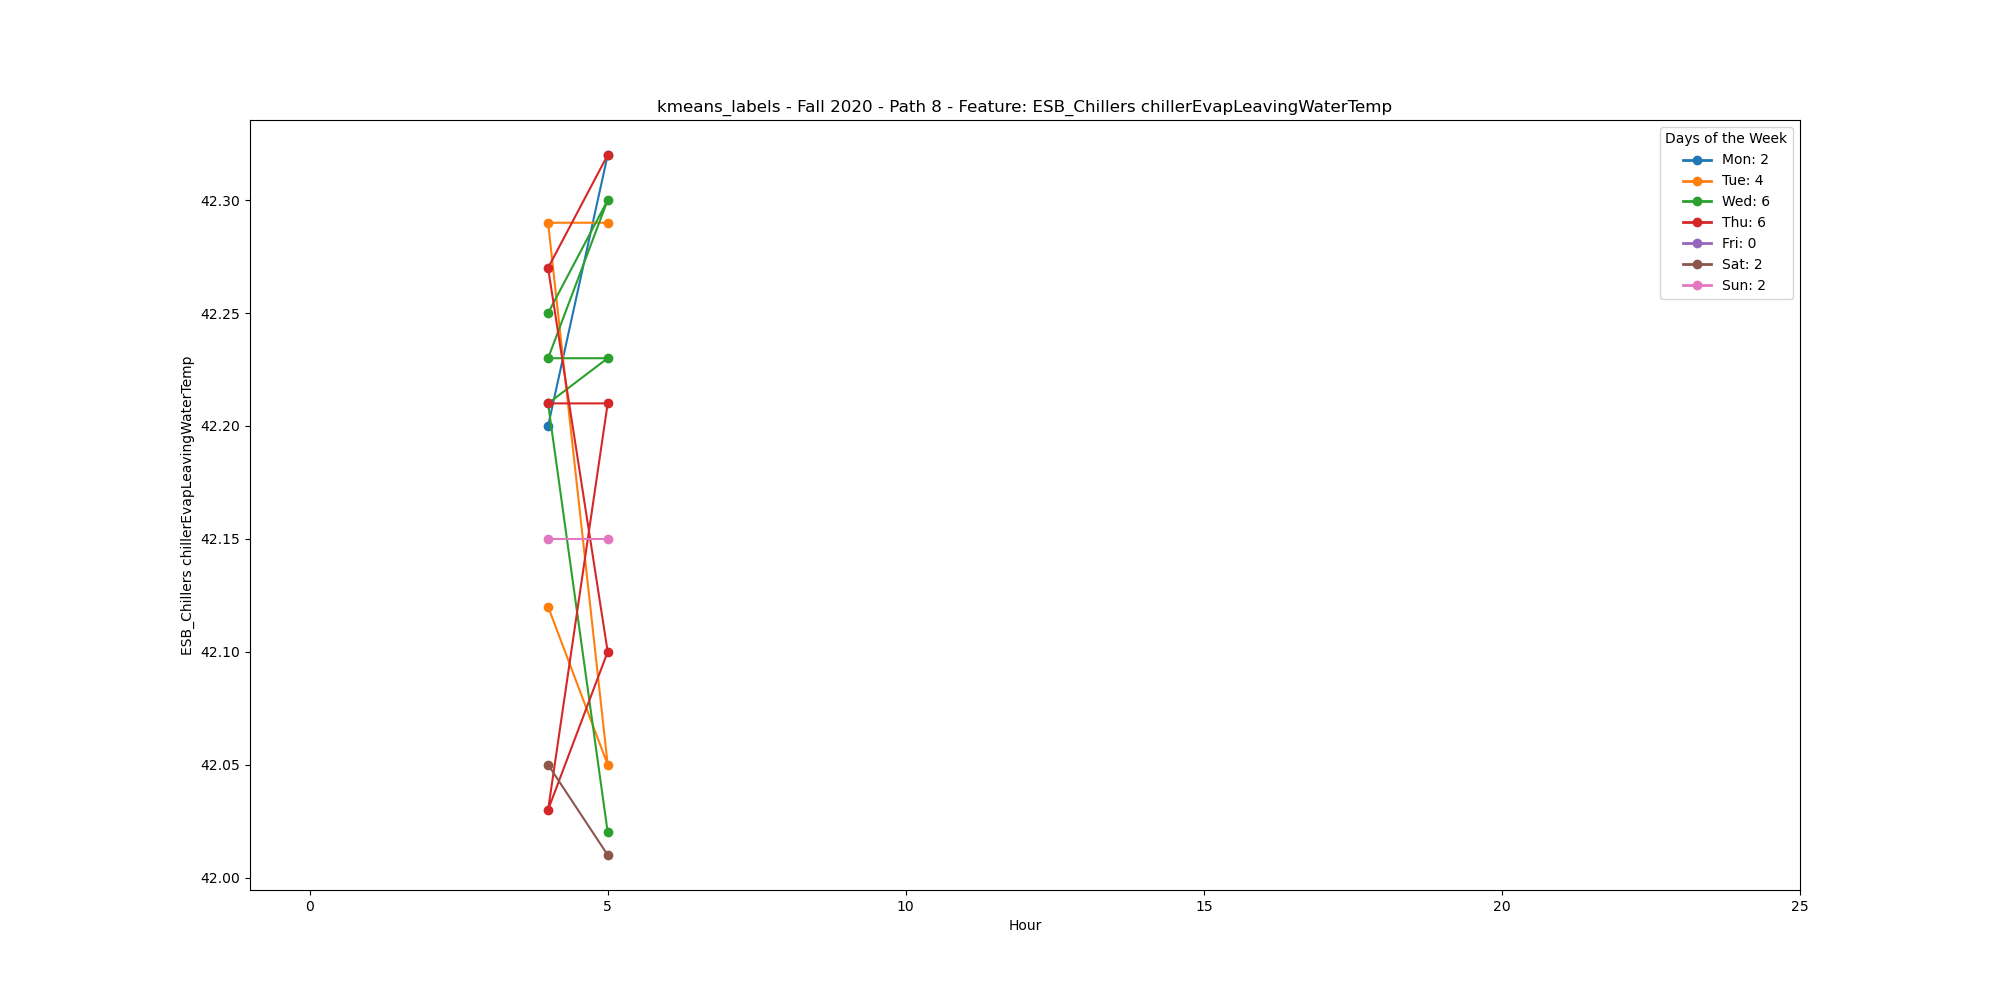 kmeans_labels - Fall 2020 - Path 8 - Feature: ESB_Chillers chillerEvapLeavingWaterTemp
Days of the Week
Mon: 2
Tue: 4
Wed: 6
Thu: 6
Fri: 0
Sat: 2
Sun: 2
ESB_Chillers chillerEvapLeavingWaterTemp
42.30
42.25
42.20
42.15
42.10
42.05
42.00
0 5 10 15 20 25
Hour